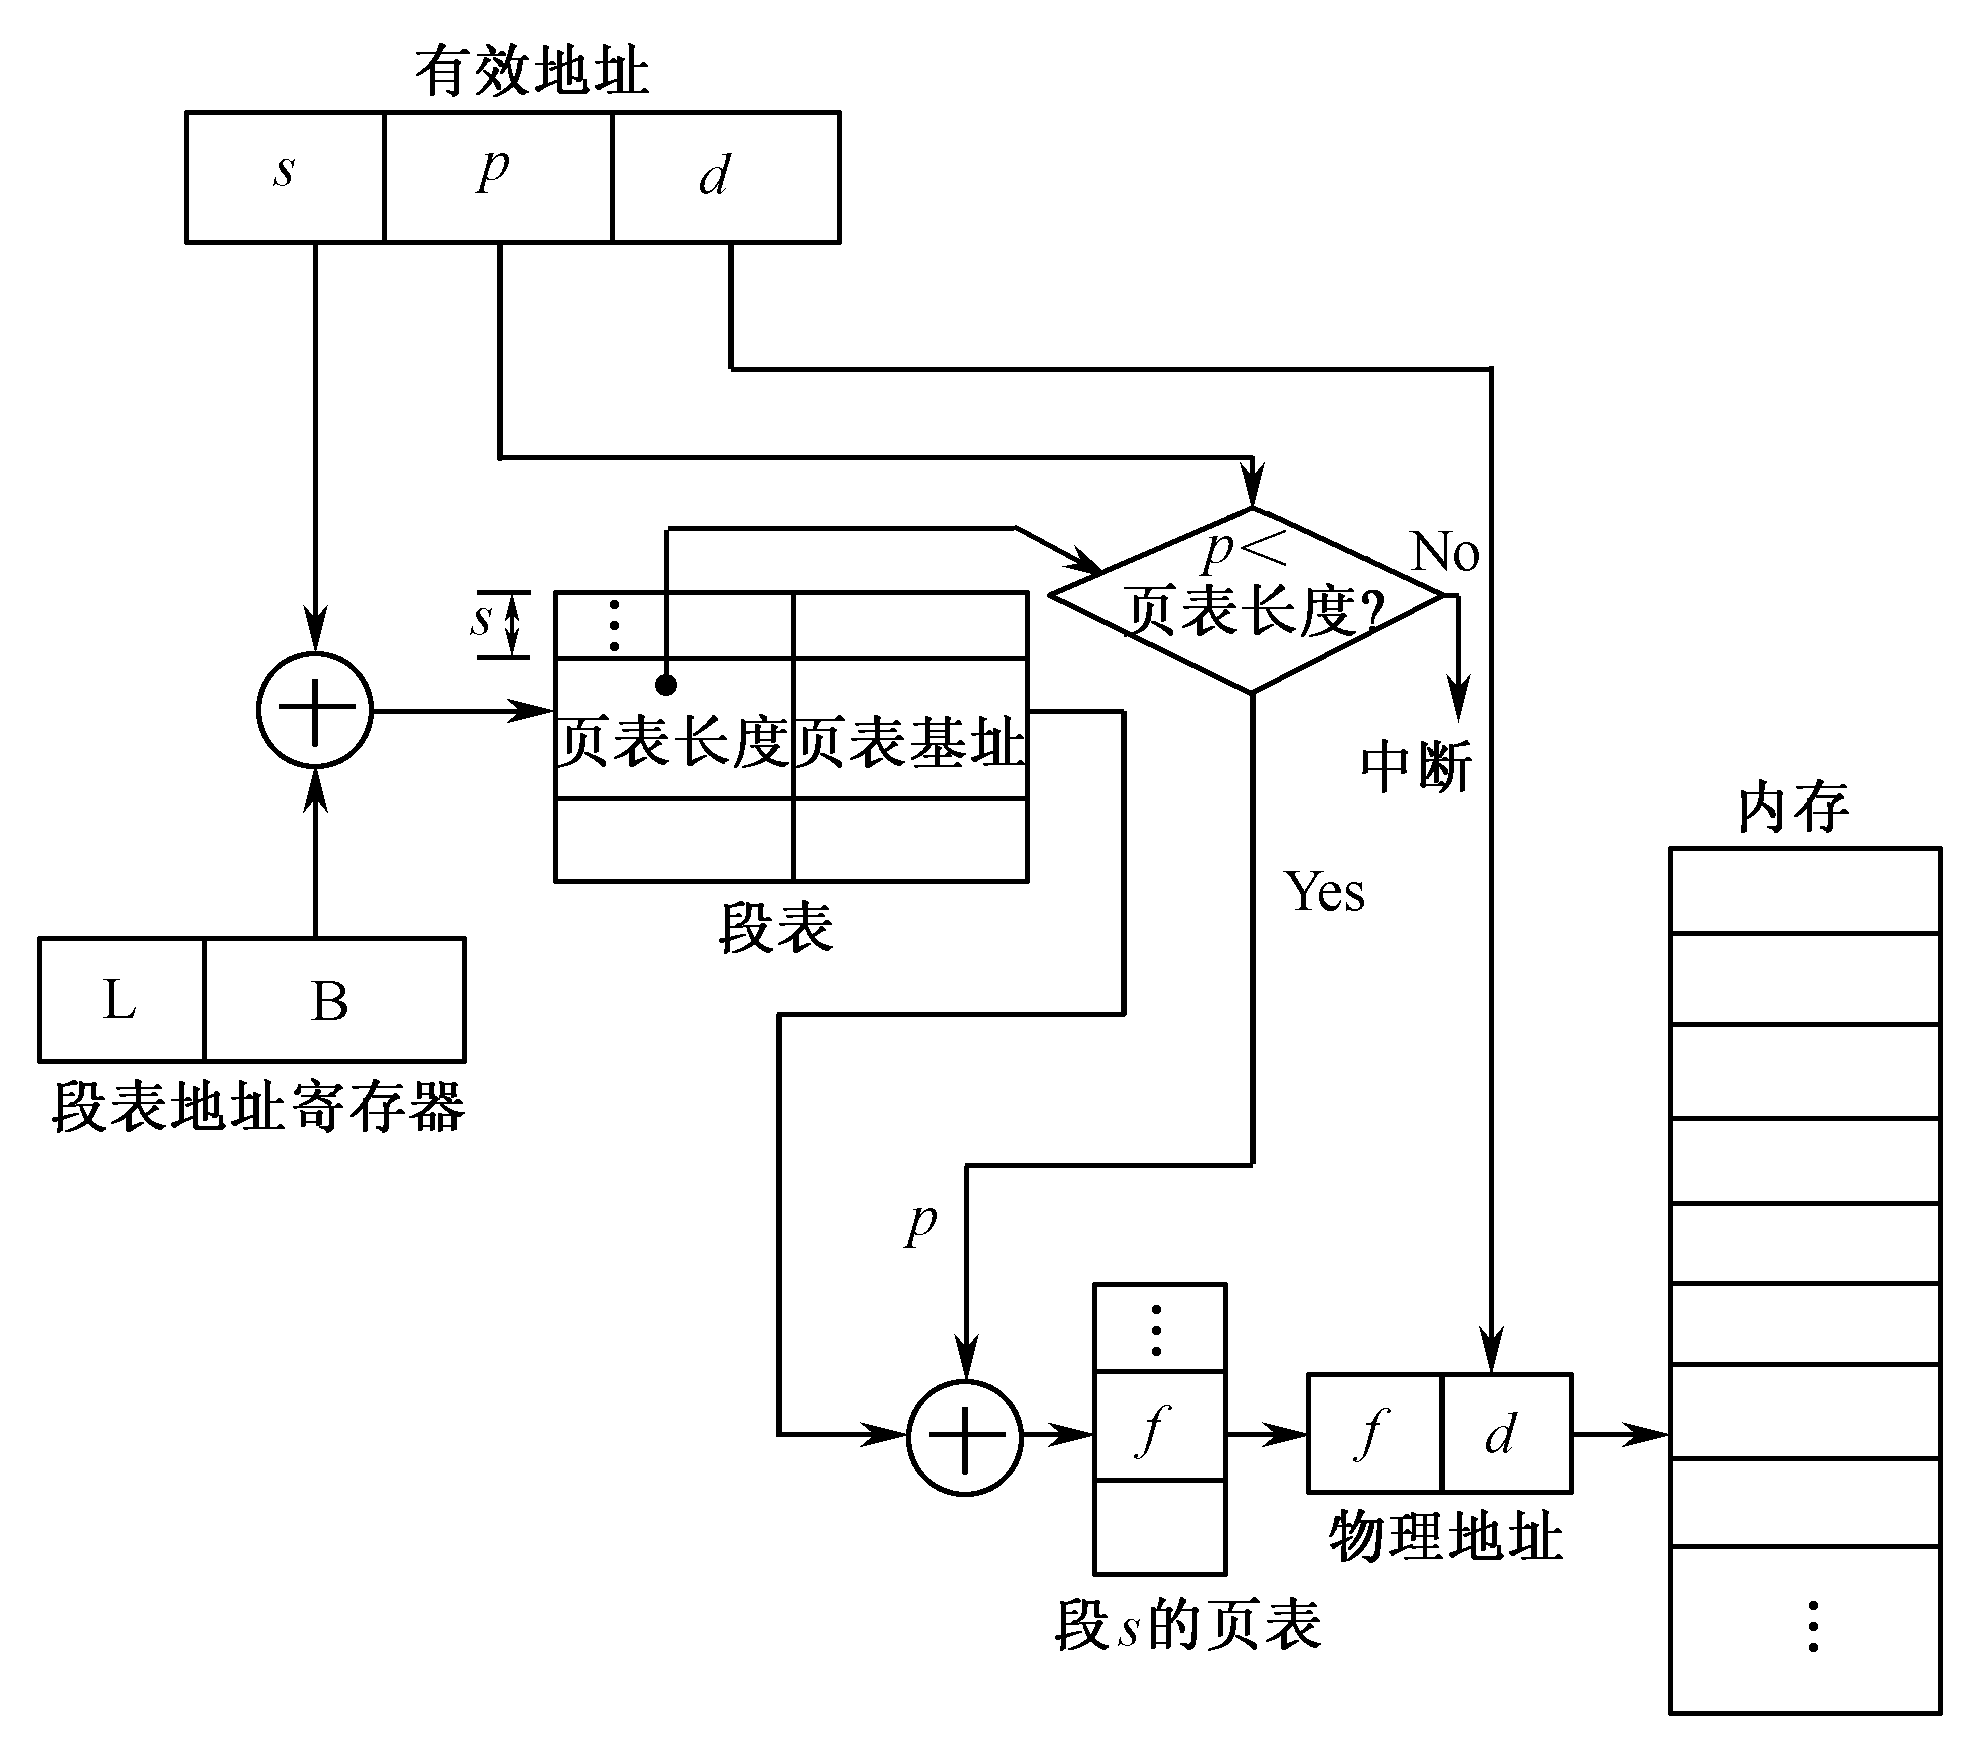 有效地址
s p d
p<
页表长度?
No
s
⋮
页表长度 页表基址
中断
段表
内存
Yes
L B
段表地址寄存器
p
⋮
f
f d
物理地址
段s的页表
⋮